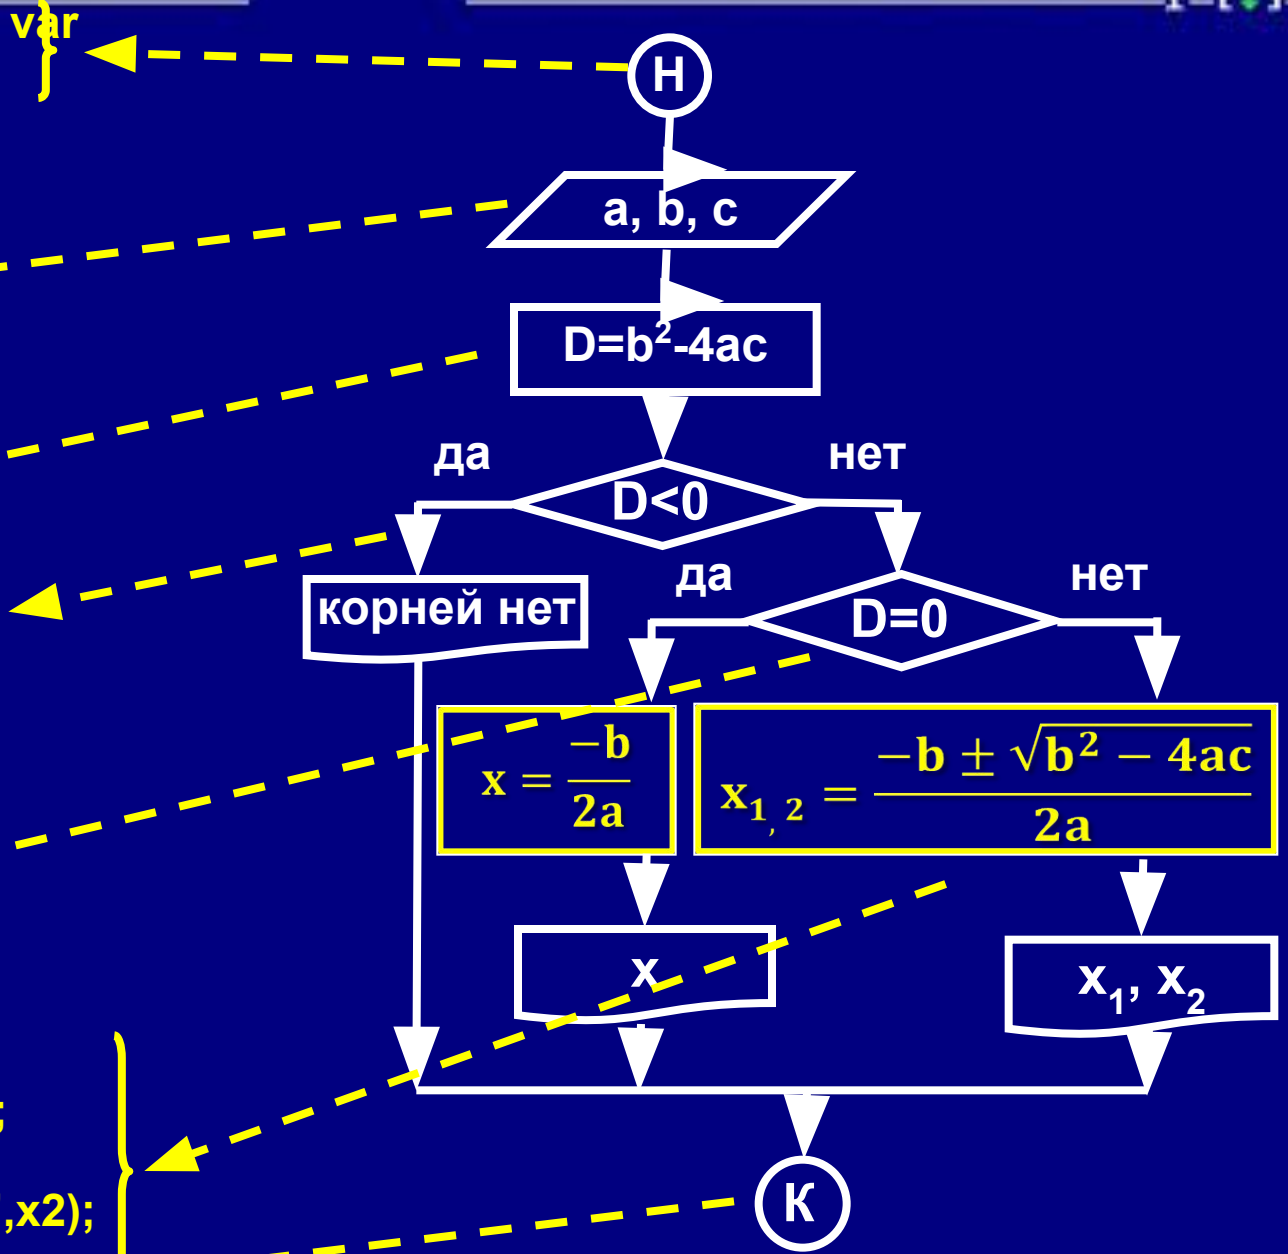 var
Н
a, b, c
D=b²-4ac
да нет
D<0
да нет
корней нет
D=0
x = −b / 2a
x₁, ₂ = −b ± √b² − 4ac / 2a
x
x₁, x₂
;
,x2);
К